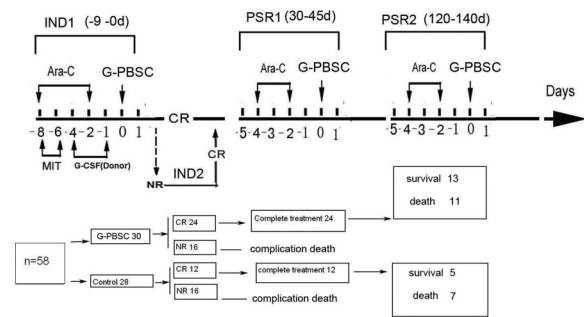 IND1 (-9 -0d)
PSR1 (30-45d)
PSR2 (120-140d)
Ara-C G-PBSC
Ara-C G-PBSC
Ara-C G-PBSC
Days
CR
-8 -6 -4 -2 -1 0 1
-5 -4 -3 -2 -1 0 1
-5 -4 -3 -2 -1 0 1
MIT
G-CSF(Donor)
CR
NR
IND2
n=58
G-PBSC 30
CR 24
Complete treatment 24
survival 13
death 11
NR 16
complication death
Control 28
CR 12
complete treatment 12
survival 5
death 7
NR 16
complication death